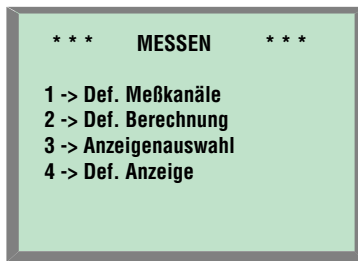 * * * MESSEN * * *
1 -> Def. Meßkanäle
2 -> Def. Berechnung
3 -> Anzeigenauswahl
4 -> Def. Anzeige